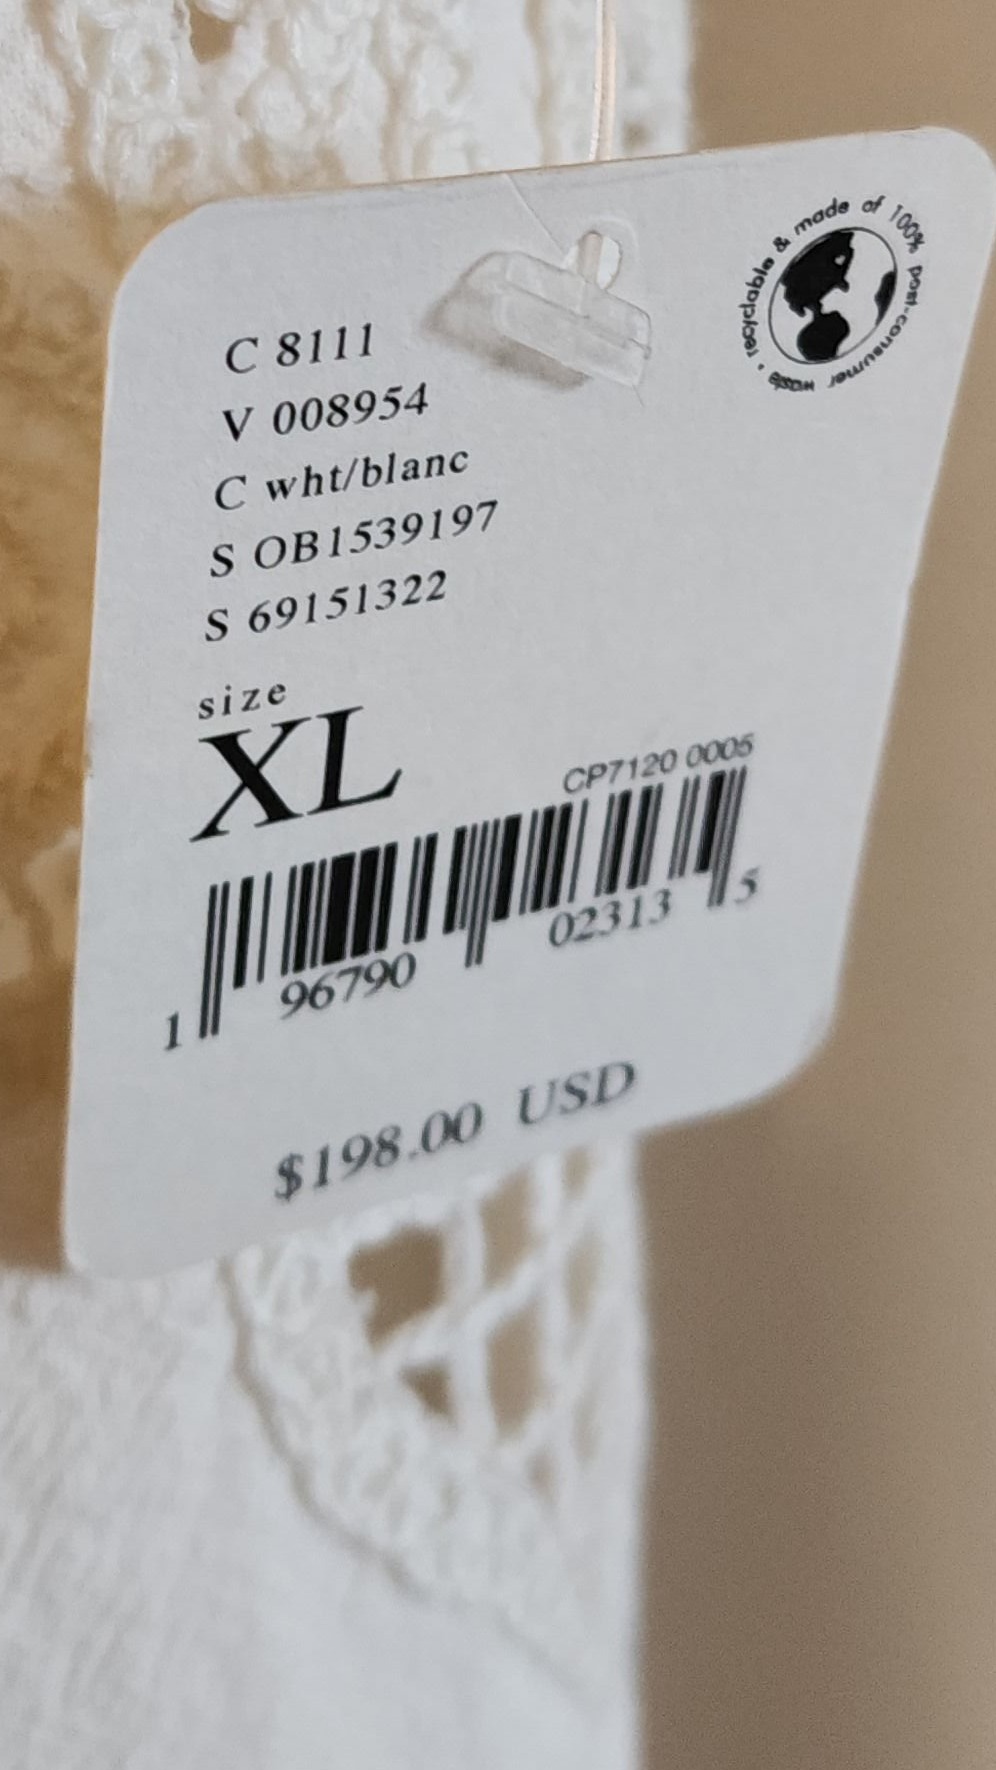 recyclable & made of 100% post-consumer waste •
C 8111
V 008954
C wht/blanc
S OB1539197
S 69151322
size
XL
CP7120 0005
1 96790 02313 5
$198.00 USD